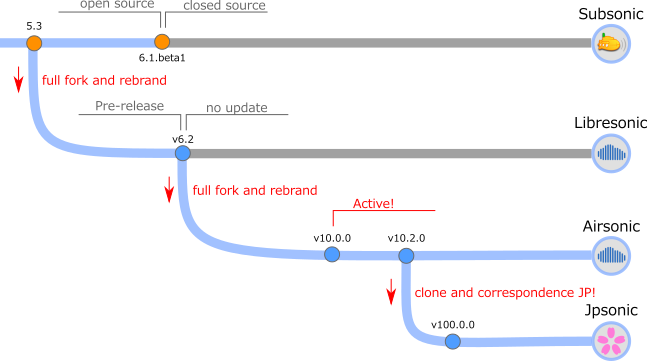 open source
closed source
Subsonic
5.3
6.1.beta1
full fork and rebrand
Pre-release
no update
Libresonic
v6.2
full fork and rebrand
Active!
Airsonic
v10.0.0
v10.2.0
clone and correspondence JP!
Jpsonic
v100.0.0